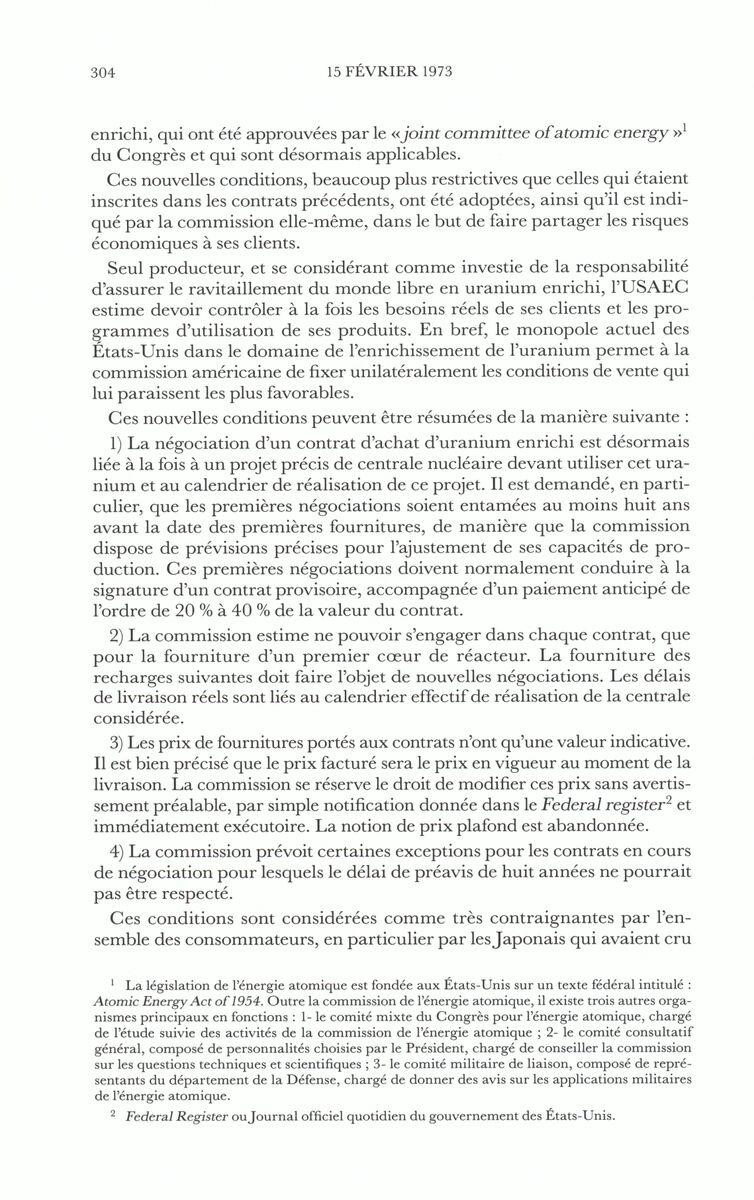 304
15 FÉVRIER 1973
enrichi, qui ont été approuvées par le «joint committee of atomic energy»¹
du Congrès et qui sont désormais applicables.
Ces nouvelles conditions, beaucoup plus restrictives que celles qui étaient
inscrites dans les contrats précédents, ont été adoptées, ainsi qu'il est indi-
qué par la commission elle-même, dans le but de faire partager les risques
économiques à ses clients.
Seul producteur, et se considérant comme investie de la responsabilité
d'assurer le ravitaillement du monde libre en uranium enrichi, l'USAEC
estime devoir contrôler à la fois les besoins réels de ses clients et les pro-
grammes d'utilisation de ses produits. En bref, le monopole actuel des
États-Unis dans le domaine de l'enrichissement de l'uranium permet à la
commission américaine de fixer unilatéralement les conditions de vente qui
lui paraissent les plus favorables.
Ces nouvelles conditions peuvent être résumées de la manière suivante :
1) La négociation d'un contrat d'achat d'uranium enrichi est désormais
liée à la fois à un projet précis de centrale nucléaire devant utiliser cet ura-
nium et au calendrier de réalisation de ce projet. Il est demandé, en parti-
culier, que les premières négociations soient entamées au moins huit ans
avant la date des premières fournitures, de manière que la commission
dispose de prévisions précises pour l'ajustement de ses capacités de pro-
duction. Ces premières négociations doivent normalement conduire à la
signature d'un contrat provisoire, accompagnée d'un paiement anticipé de
l'ordre de 20 % à 40 % de la valeur du contrat.
2) La commission estime ne pouvoir s'engager dans chaque contrat, que
pour la fourniture d'un premier cœur de réacteur. La fourniture des
recharges suivantes doit faire l'objet de nouvelles négociations. Les délais
de livraison réels sont liés au calendrier effectif de réalisation de la centrale
considérée.
3) Les prix de fournitures portés aux contrats n'ont qu'une valeur indicative.
Il est bien précisé que le prix facturé sera le prix en vigueur au moment de la
livraison. La commission se réserve le droit de modifier ces prix sans avertis-
sement préalable, par simple notification donnée dans le Federal register² et
immédiatement exécutoire. La notion de prix plafond est abandonnée.
4) La commission prévoit certaines exceptions pour les contrats en cours
de négociation pour lesquels le délai de préavis de huit années ne pourrait
pas être respecté.
Ces conditions sont considérées comme très contraignantes par l'en-
semble des consommateurs, en particulier par les Japonais qui avaient cru
¹ La législation de l'énergie atomique est fondée aux États-Unis sur un texte fédéral intitulé :
Atomic Energy Act of 1954. Outre la commission de l'énergie atomique, il existe trois autres orga-
nismes principaux en fonctions : 1- le comité mixte du Congrès pour l'énergie atomique, chargé
de l'étude suivie des activités de la commission de l'énergie atomique ; 2- le comité consultatif
général, composé de personnalités choisies par le Président, chargé de conseiller la commission
sur les questions techniques et scientifiques ; 3- le comité militaire de liaison, composé de repré-
sentants du département de la Défense, chargé de donner des avis sur les applications militaires
de l'énergie atomique.
² Federal Register ou Journal officiel quotidien du gouvernement des États-Unis.